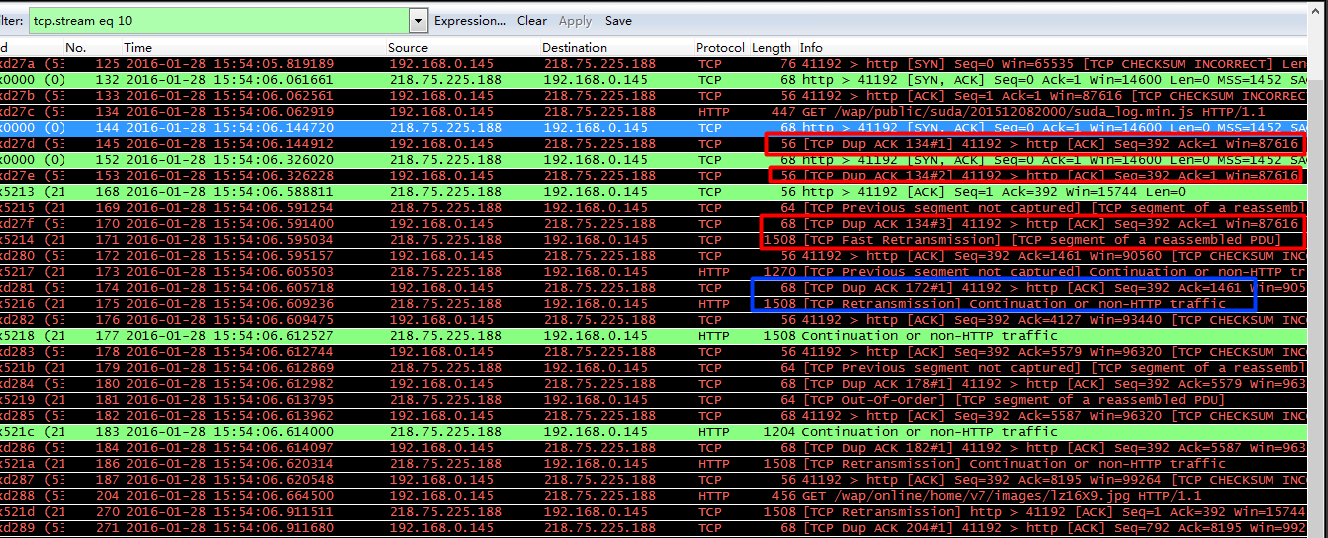 ilter: tcp.stream eq 10 Expression... Clear Apply Save
d No. Time Source Destination Protocol Length Info
xd27a (53 125 2016-01-28 15:54:05.819189 192.168.0.145 218.75.225.188 TCP 76 41192 > http [SYN] Seq=0 Win=65535 [TCP CHECKSUM INCORRECT] Len
x0000 (0) 132 2016-01-28 15:54:06.061661 218.75.225.188 192.168.0.145 TCP 68 http > 41192 [SYN, ACK] Seq=0 Ack=1 Win=14600 Len=0 MSS=1452 SAC
xd27b (53 133 2016-01-28 15:54:06.062561 192.168.0.145 218.75.225.188 TCP 56 41192 > http [ACK] Seq=1 Ack=1 Win=87616 [TCP CHECKSUM INCORREC
xd27c (53 134 2016-01-28 15:54:06.062919 192.168.0.145 218.75.225.188 HTTP 447 GET /wap/public/suda/201512082000/suda_log.min.js HTTP/1.1
x0000 (0) 144 2016-01-28 15:54:06.144720 218.75.225.188 192.168.0.145 TCP 68 http > 41192 [SYN, ACK] Seq=0 Ack=1 Win=14600 Len=0 MSS=1452 SAC
xd27d (53 145 2016-01-28 15:54:06.144912 192.168.0.145 218.75.225.188 TCP 56 [TCP Dup ACK 134#1] 41192 > http [ACK] Seq=392 Ack=1 Win=87616
x0000 (0) 152 2016-01-28 15:54:06.326020 218.75.225.188 192.168.0.145 TCP 68 http > 41192 [SYN, ACK] Seq=0 Ack=1 Win=14600 Len=0 MSS=1452 SAC
xd27e (53 153 2016-01-28 15:54:06.326228 192.168.0.145 218.75.225.188 TCP 56 [TCP Dup ACK 134#2] 41192 > http [ACK] Seq=392 Ack=1 Win=87616
x5213 (21 168 2016-01-28 15:54:06.588811 218.75.225.188 192.168.0.145 TCP 56 http > 41192 [ACK] Seq=1 Ack=392 Win=15744 Len=0
x5215 (21 169 2016-01-28 15:54:06.591254 218.75.225.188 192.168.0.145 TCP 64 [TCP Previous segment not captured] [TCP segment of a reassembl
xd27f (53 170 2016-01-28 15:54:06.591400 192.168.0.145 218.75.225.188 TCP 68 [TCP Dup ACK 134#3] 41192 > http [ACK] Seq=392 Ack=1 Win=87616
x5214 (21 171 2016-01-28 15:54:06.595034 218.75.225.188 192.168.0.145 TCP 1508 [TCP Fast Retransmission] [TCP segment of a reassembled PDU]
xd280 (53 172 2016-01-28 15:54:06.595157 192.168.0.145 218.75.225.188 TCP 56 41192 > http [ACK] Seq=392 Ack=1461 Win=90560 [TCP CHECKSUM INC
x5217 (21 173 2016-01-28 15:54:06.605503 218.75.225.188 192.168.0.145 HTTP 1270 [TCP Previous segment not captured] Continuation or non-HTTP tr
xd281 (53 174 2016-01-28 15:54:06.605718 192.168.0.145 218.75.225.188 TCP 68 [TCP Dup ACK 172#1] 41192 > http [ACK] Seq=392 Ack=1461 Win=905
x5216 (21 175 2016-01-28 15:54:06.609236 218.75.225.188 192.168.0.145 HTTP 1508 [TCP Retransmission] Continuation or non-HTTP traffic
xd282 (53 176 2016-01-28 15:54:06.609475 192.168.0.145 218.75.225.188 TCP 56 41192 > http [ACK] Seq=392 Ack=4127 Win=93440 [TCP CHECKSUM INC
x5218 (21 177 2016-01-28 15:54:06.612527 218.75.225.188 192.168.0.145 HTTP 1508 Continuation or non-HTTP traffic
xd283 (53 178 2016-01-28 15:54:06.612744 192.168.0.145 218.75.225.188 TCP 56 41192 > http [ACK] Seq=392 Ack=5579 Win=96320 [TCP CHECKSUM INC
x521b (21 179 2016-01-28 15:54:06.612869 218.75.225.188 192.168.0.145 TCP 64 [TCP Previous segment not captured] [TCP segment of a reassembl
xd284 (53 180 2016-01-28 15:54:06.612982 192.168.0.145 218.75.225.188 TCP 68 [TCP Dup ACK 178#1] 41192 > http [ACK] Seq=392 Ack=5579 Win=963
x5219 (21 181 2016-01-28 15:54:06.613795 218.75.225.188 192.168.0.145 TCP 64 [TCP Out-Of-Order] [TCP segment of a reassembled PDU]
xd285 (53 182 2016-01-28 15:54:06.613962 192.168.0.145 218.75.225.188 TCP 68 41192 > http [ACK] Seq=392 Ack=5587 Win=96320 [TCP CHECKSUM INC
x521c (21 183 2016-01-28 15:54:06.614000 218.75.225.188 192.168.0.145 HTTP 1204 Continuation or non-HTTP traffic
xd286 (53 184 2016-01-28 15:54:06.614097 192.168.0.145 218.75.225.188 TCP 68 [TCP Dup ACK 182#1] 41192 > http [ACK] Seq=392 Ack=5587 Win=963
x521a (21 186 2016-01-28 15:54:06.620314 218.75.225.188 192.168.0.145 HTTP 1508 [TCP Retransmission] Continuation or non-HTTP traffic
xd287 (53 187 2016-01-28 15:54:06.620548 192.168.0.145 218.75.225.188 TCP 56 41192 > http [ACK] Seq=392 Ack=8195 Win=99264 [TCP CHECKSUM INC
xd288 (53 204 2016-01-28 15:54:06.664500 192.168.0.145 218.75.225.188 HTTP 456 GET /wap/online/home/v7/images/lz16X9.jpg HTTP/1.1
x521d (21 270 2016-01-28 15:54:06.911511 218.75.225.188 192.168.0.145 TCP 1508 [TCP Retransmission] http > 41192 [ACK] Seq=1 Ack=392 Win=15744
xd289 (53 271 2016-01-28 15:54:06.911680 192.168.0.145 218.75.225.188 TCP 68 [TCP Dup ACK 204#1] 41192 > http [ACK] Seq=792 Ack=8195 Win=992